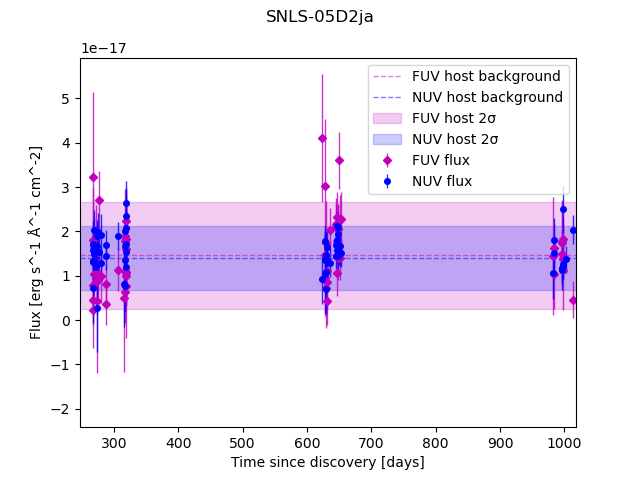 SNLS-05D2ja
1e−17
FUV host background
NUV host background
FUV host 2σ
NUV host 2σ
FUV flux
NUV flux
5
4
3
2
1
0
−1
−2
Flux [erg s^-1 Å^-1 cm^-2]
300 400 500 600 700 800 900 1000
Time since discovery [days]